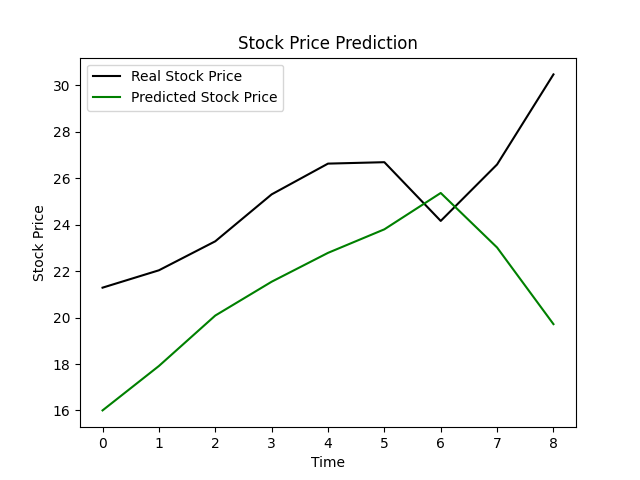 Stock Price Prediction
Real Stock Price
Predicted Stock Price
Stock Price
30
28
26
24
22
20
18
16
0 1 2 3 4 5 6 7 8
Time